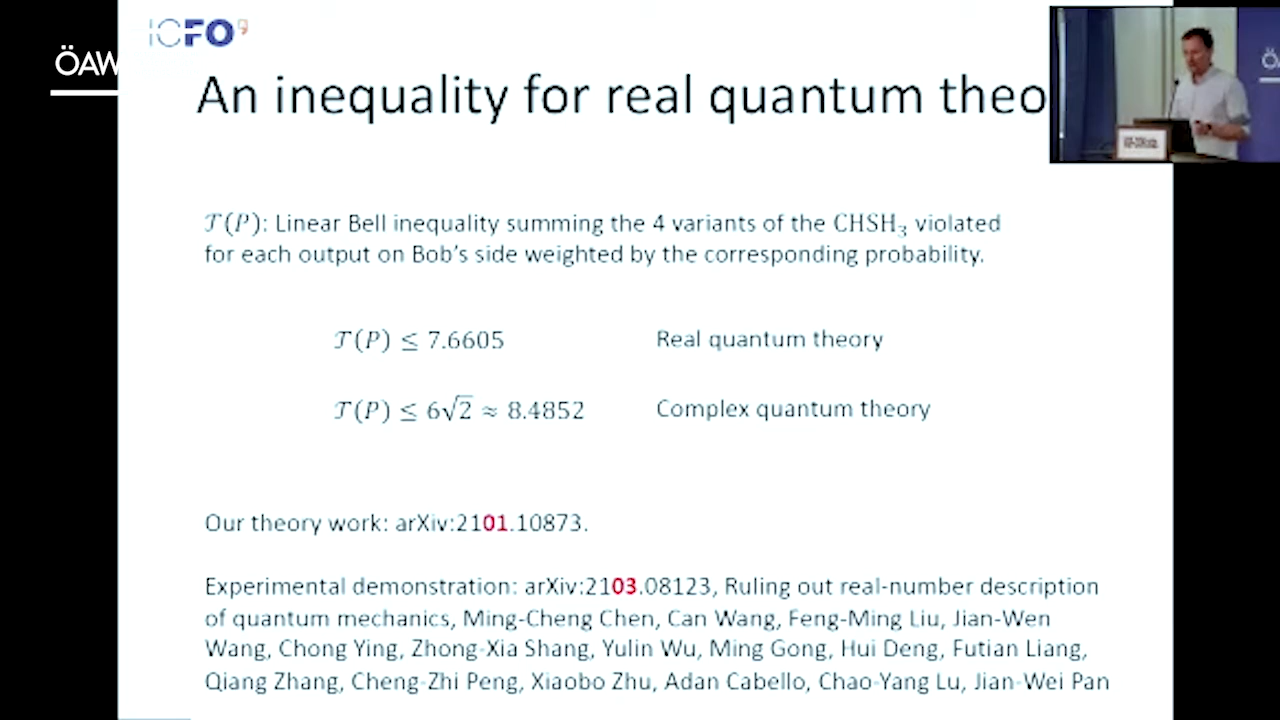 ICFO
ÖAW
An inequality for real quantum theo
𝒯(P): Linear Bell inequality summing the 4 variants of the CHSH₃ violated
for each output on Bob's side weighted by the corresponding probability.
𝒯(P) ≤ 7.6605 Real quantum theory
𝒯(P) ≤ 6√2 ≈ 8.4852 Complex quantum theory
Our theory work: arXiv:2101.10873.
Experimental demonstration: arXiv:2103.08123, Ruling out real-number description
of quantum mechanics, Ming-Cheng Chen, Can Wang, Feng-Ming Liu, Jian-Wen
Wang, Chong Ying, Zhong-Xia Shang, Yulin Wu, Ming Gong, Hui Deng, Futian Liang,
Qiang Zhang, Cheng-Zhi Peng, Xiaobo Zhu, Adan Cabello, Chao-Yang Lu, Jian-Wei Pan